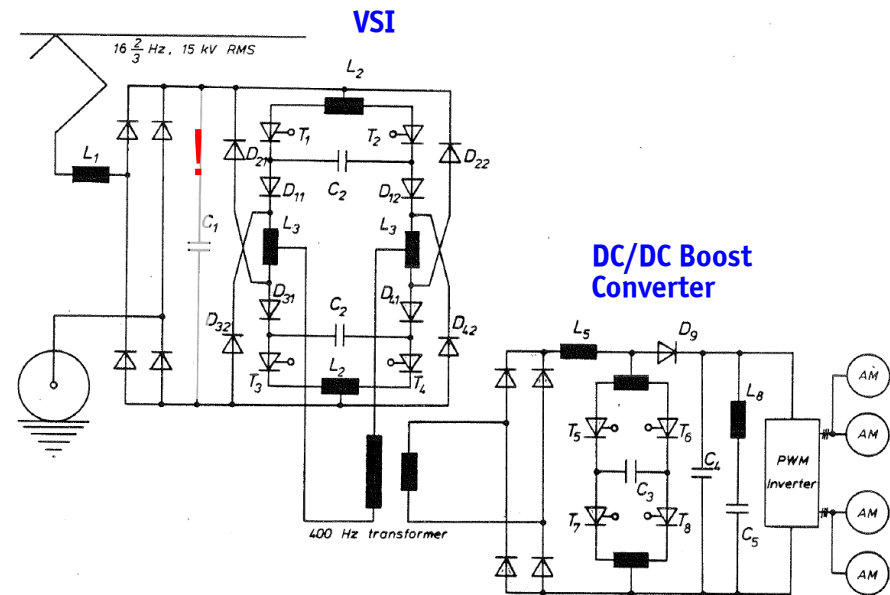 VSI
16 2/3 Hz, 15 kV RMS
L2
T1
T2
!
D21
D22
C2
L1
D11
D12
C1
L3
L3
DC/DC Boost
Converter
D31
D41
C2
D32
D42
L5
D9
T3
L2
T4
AM
L8
T5
T6
AM
C4
PWM
Inverter
C3
T7
T8
AM
C5
400 Hz transformer
AM